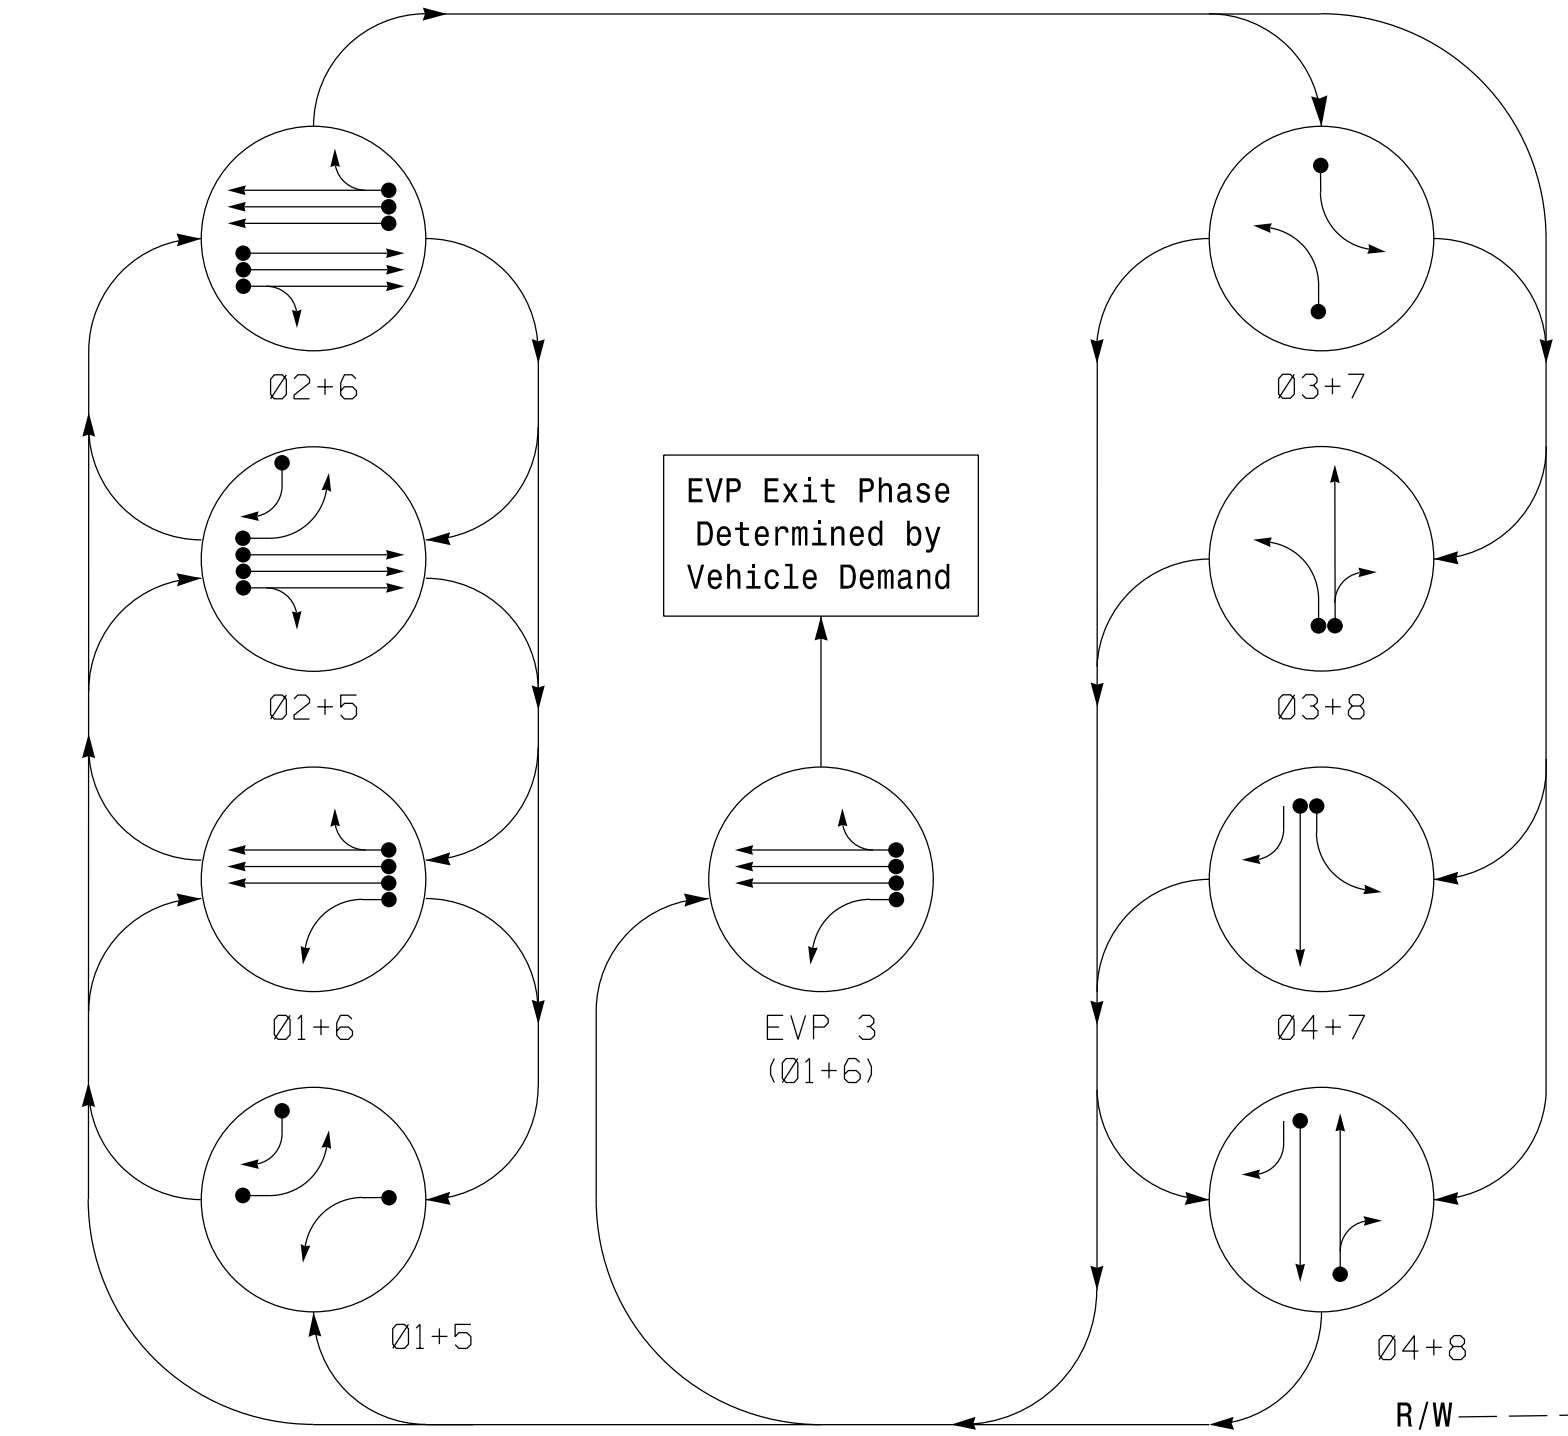 Ø2+6
Ø3+7
EVP Exit Phase
Determined by
Vehicle Demand
Ø2+5
Ø3+8
Ø1+6
EVP 3
(Ø1+6)
Ø4+7
Ø1+5
Ø4+8
R/W